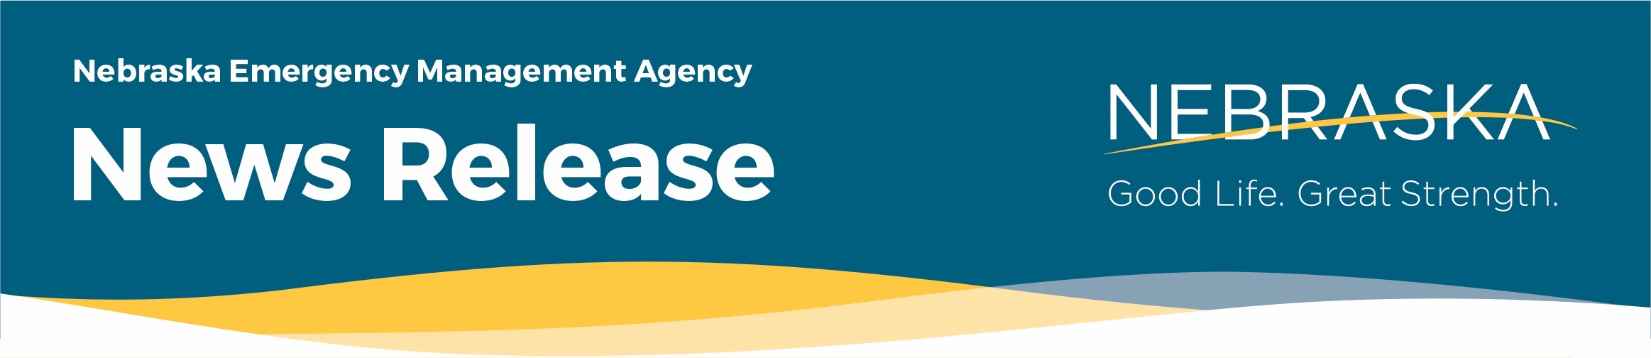 Nebraska Emergency Management Agency
News Release
NEBRASKA
Good Life. Great Strength.